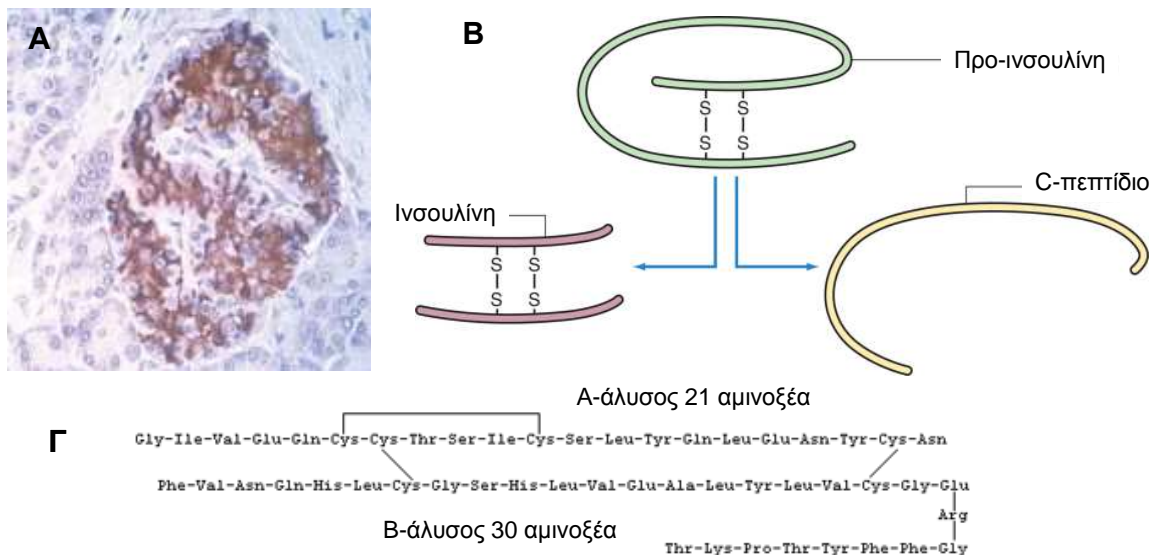 Α
Β
Προ-ινσουλίνη
S S
S S
C-πεπτίδιο
Ινσουλίνη
S S
S S
Α-άλυσος 21 αμινοξέα
Γ
Gly-Ile-Val-Glu-Gln-Cys-Cys-Thr-Ser-Ile-Cys-Ser-Leu-Tyr-Gln-Leu-Glu-Asn-Tyr-Cys-Asn
Phe-Val-Asn-Gln-His-Leu-Cys-Gly-Ser-His-Leu-Val-Glu-Ala-Leu-Tyr-Leu-Val-Cys-Gly-Glu
Arg
Β-άλυσος 30 αμινοξέα
Thr-Lys-Pro-Thr-Tyr-Phe-Phe-Gly